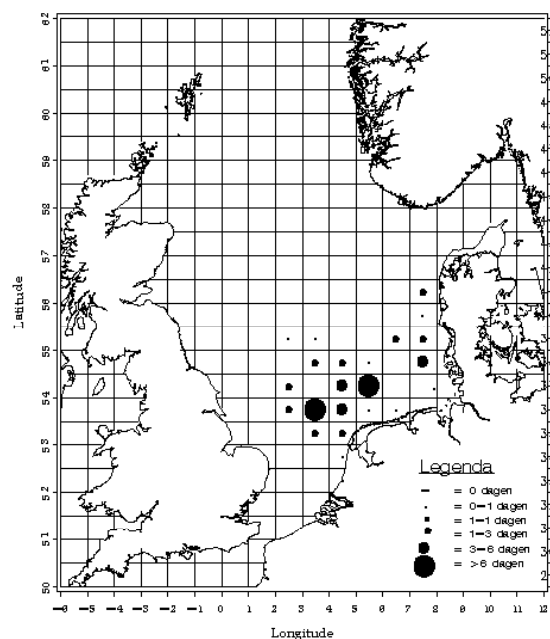 62
61
60
59
58
57
56
55
54
53
52
51
50
Latitude
Legenda
= 0 dagen
= 0-1 dagen
= 1-1 dagen
= 1-3 dagen
= 3-6 dagen
= >6 dagen
-6 -5 -4 -3 -2 -1 0 1 2 3 4 5 6 7 8 9 10 11 12
Longitude